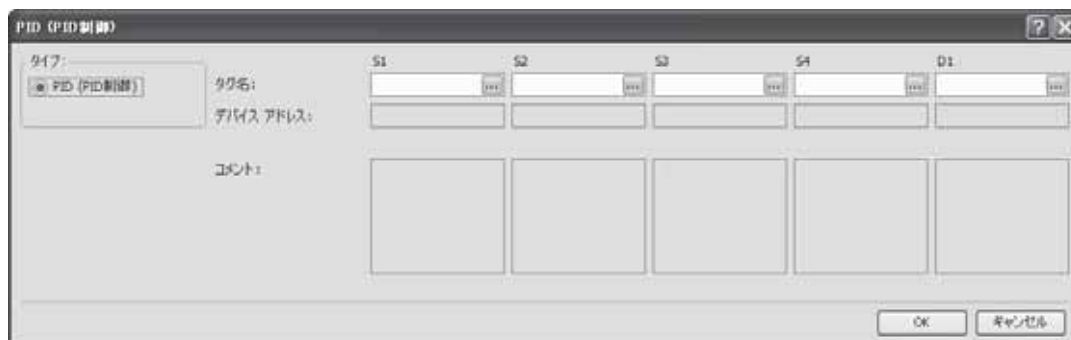 PID (PID制御)
タイプ:
PID (PID制御)
S1 S2 S3 S4 D1
タグ名:
デバイス アドレス:
コメント:
OK キャンセル